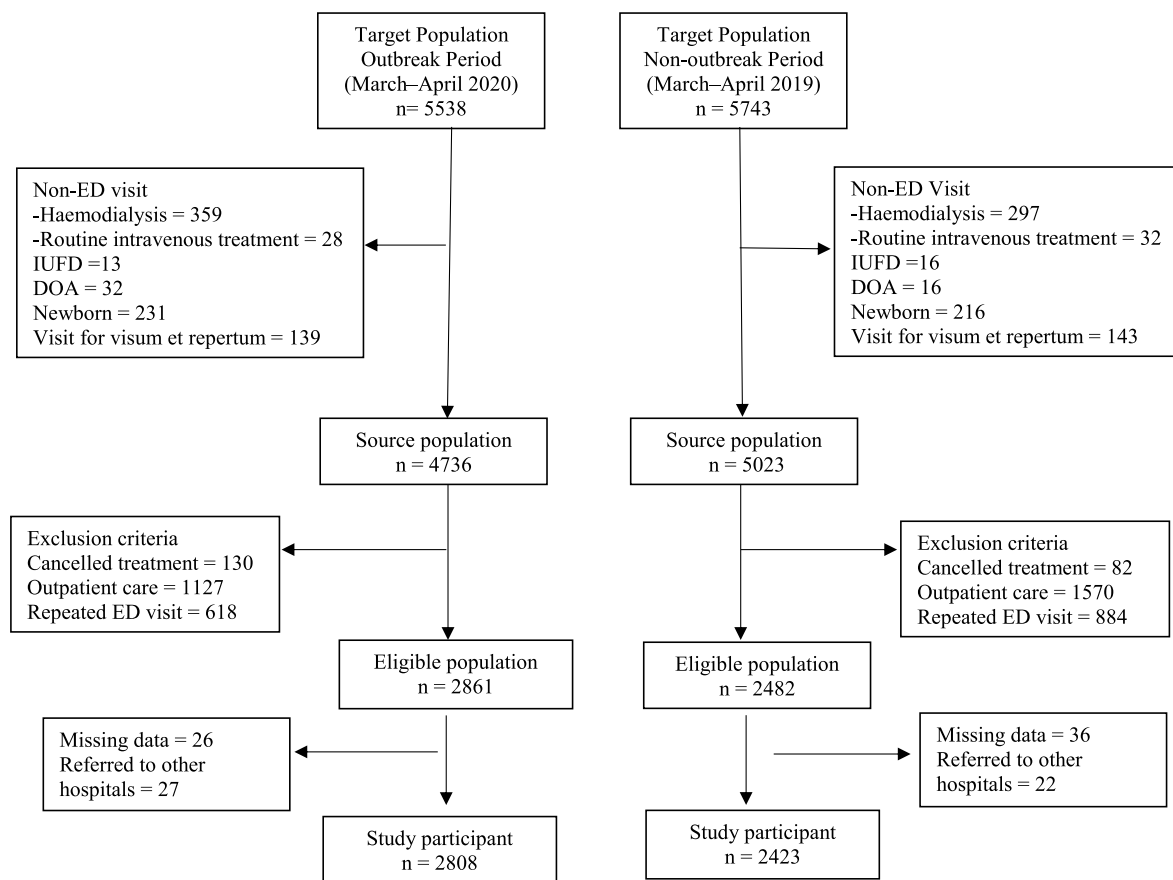 Target Population
Outbreak Period
(March–April 2020)
n= 5538
Target Population
Non-outbreak Period
(March–April 2019)
n = 5743
Non-ED visit
-Haemodialysis = 359
-Routine intravenous treatment = 28
IUFD =13
DOA = 32
Newborn = 231
Visit for visum et repertum = 139
Non-ED Visit
-Haemodialysis = 297
-Routine intravenous treatment = 32
IUFD =16
DOA = 16
Newborn = 216
Visit for visum et repertum = 143
Source population
n = 4736
Source population
n = 5023
Exclusion criteria
Cancelled treatment = 130
Outpatient care = 1127
Repeated ED visit = 618
Exclusion criteria
Cancelled treatment = 82
Outpatient care = 1570
Repeated ED visit = 884
Eligible population
n = 2861
Eligible population
n = 2482
Missing data = 26
Referred to other
hospitals = 27
Missing data = 36
Referred to other
hospitals = 22
Study participant
n = 2808
Study participant
n = 2423